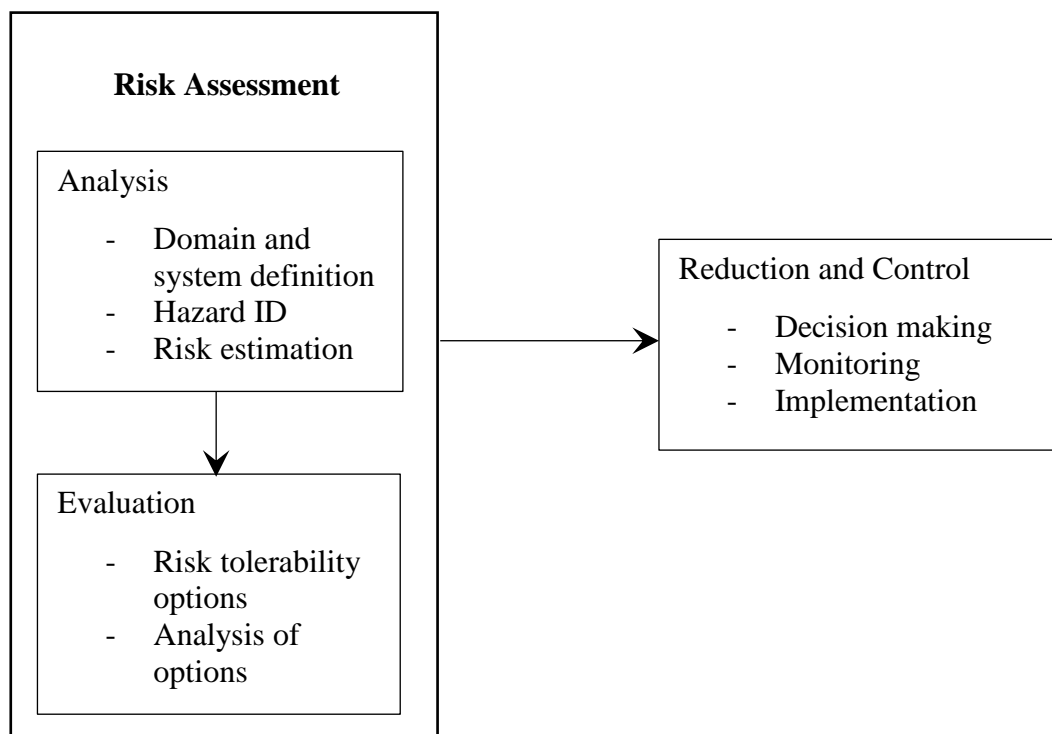 Risk Assessment
Analysis
- Domain and
system definition
- Hazard ID
- Risk estimation
Evaluation
- Risk tolerability
options
- Analysis of
options
Reduction and Control
- Decision making
- Monitoring
- Implementation